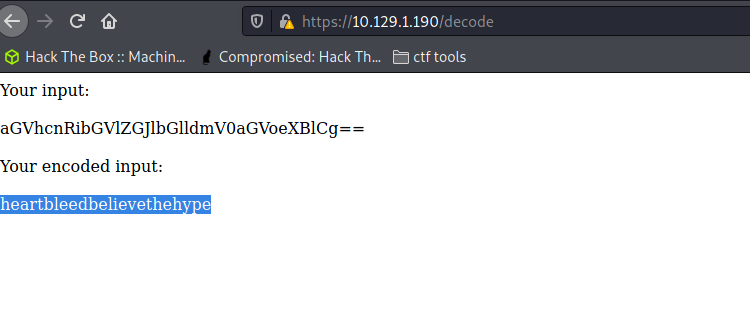 https://10.129.1.190/decode
Hack The Box :: Machin...
Compromised: Hack Th...
ctf tools
Your input:
aGVhcnRibGVlZGJlbGlldmV0aGVoeXBlCg==
Your encoded input:
heartbleedbelievethehype